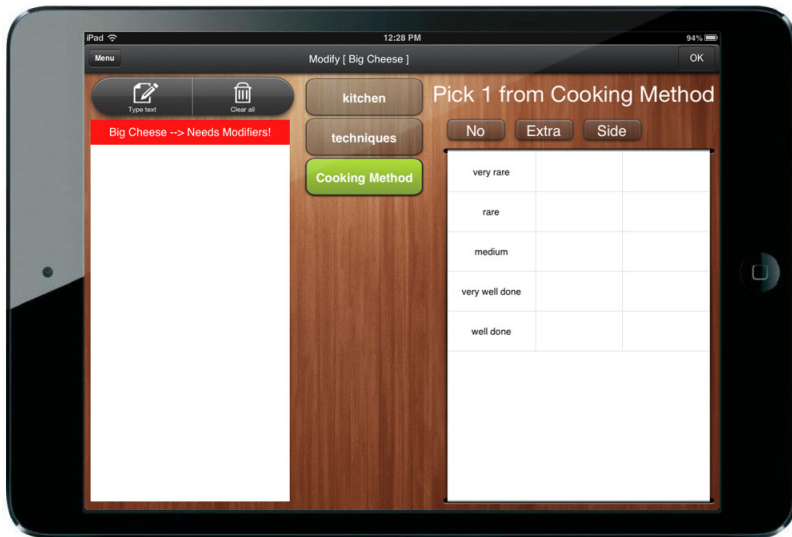 iPad 12:28 PM 94%
Menu Modify [ Big Cheese ] OK
Type text Clear all
Big Cheese --> Needs Modifiers!
kitchen
techniques
Cooking Method
Pick 1 from Cooking Method
No Extra Side
very rare
rare
medium
very well done
well done